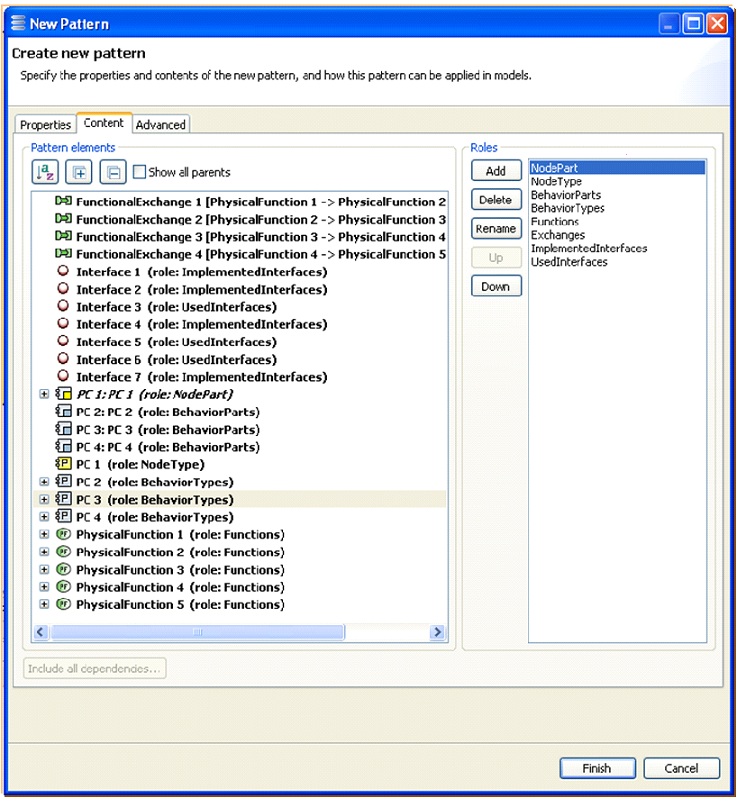 New Pattern
Create new pattern
Specify the properties and contents of the new pattern, and how this pattern can be applied in models.
Properties Content Advanced
Pattern elements
Show all parents
FunctionalExchange 1 [PhysicalFunction 1 -> PhysicalFunction 2
FunctionalExchange 2 [PhysicalFunction 2 -> PhysicalFunction 3
FunctionalExchange 3 [PhysicalFunction 3 -> PhysicalFunction 4
FunctionalExchange 4 [PhysicalFunction 4 -> PhysicalFunction 5
Interface 1 (role: ImplementedInterfaces)
Interface 2 (role: ImplementedInterfaces)
Interface 3 (role: UsedInterfaces)
Interface 4 (role: ImplementedInterfaces)
Interface 5 (role: UsedInterfaces)
Interface 6 (role: UsedInterfaces)
Interface 7 (role: ImplementedInterfaces)
PC 1: PC 1 (role: NodePart)
PC 2: PC 2 (role: BehaviorParts)
PC 3: PC 3 (role: BehaviorParts)
PC 4: PC 4 (role: BehaviorParts)
PC 1 (role: NodeType)
PC 2 (role: BehaviorTypes)
PC 3 (role: BehaviorTypes)
PC 4 (role: BehaviorTypes)
PhysicalFunction 1 (role: Functions)
PhysicalFunction 2 (role: Functions)
PhysicalFunction 3 (role: Functions)
PhysicalFunction 4 (role: Functions)
PhysicalFunction 5 (role: Functions)
Include all dependencies...
Roles
Add
Delete
Rename
Up
Down
NodePart
NodeType
BehaviorParts
BehaviorTypes
Functions
Exchanges
ImplementedInterfaces
UsedInterfaces
Finish Cancel